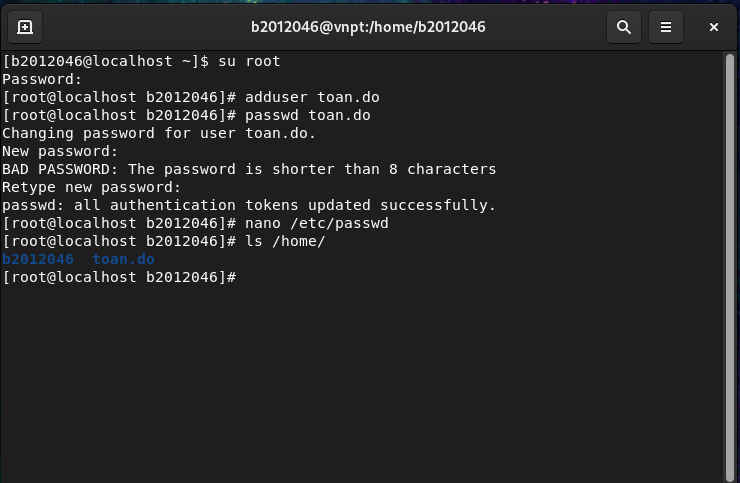 b2012046@vnpt:/home/b2012046
[b2012046@localhost ~]$ su root
Password:
[root@localhost b2012046]# adduser toan.do
[root@localhost b2012046]# passwd toan.do
Changing password for user toan.do.
New password:
BAD PASSWORD: The password is shorter than 8 characters
Retype new password:
passwd: all authentication tokens updated successfully.
[root@localhost b2012046]# nano /etc/passwd
[root@localhost b2012046]# ls /home/
b2012046  toan.do
[root@localhost b2012046]#